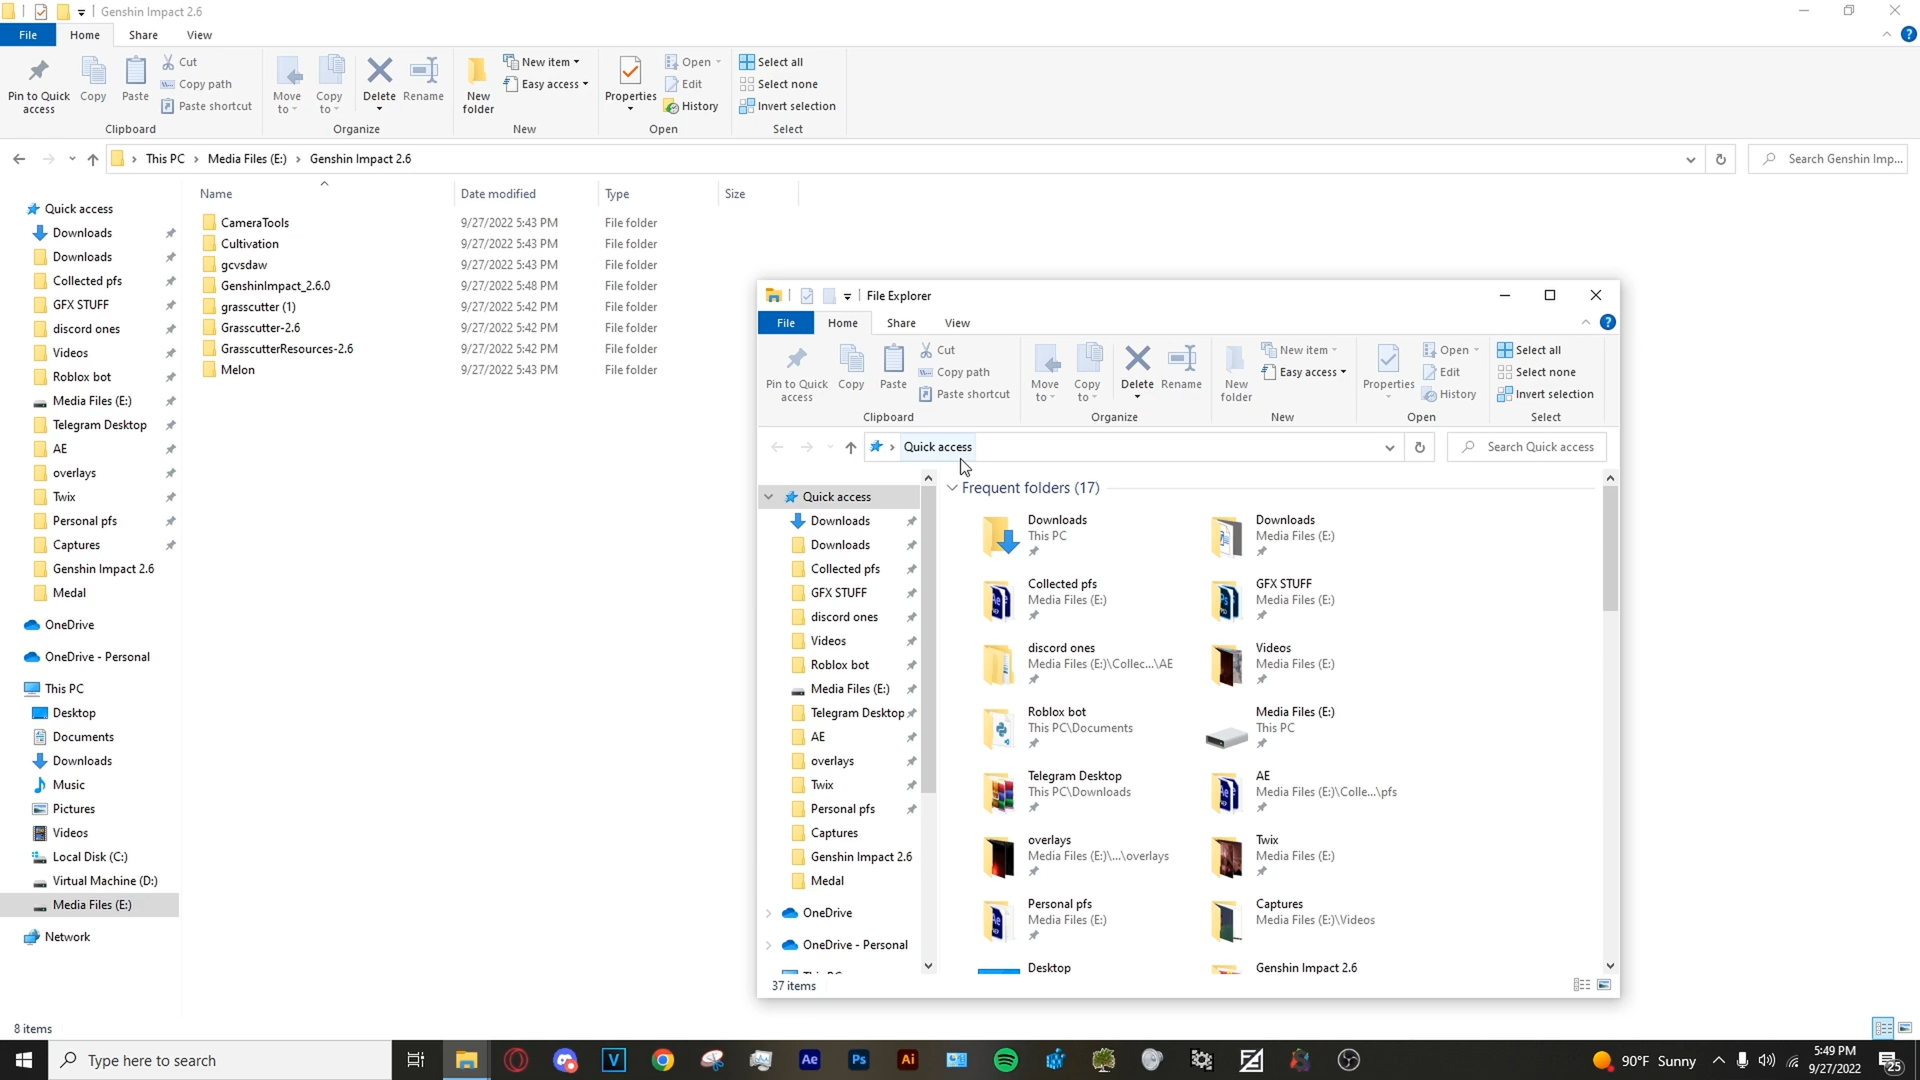 Genshin Impact 2.6
File Home Share View
Pin to Quick access
Copy
Paste
Cut
Copy path
Paste shortcut
Clipboard
Move to
Copy to
Delete
Rename
Organize
New folder
New item
Easy access
New
Properties
Open
Edit
History
Open
Select all
Select none
Invert selection
Select
This PC > Media Files (E:) > Genshin Impact 2.6
Search Genshin Imp...
Name Date modified Type Size
CameraTools 9/27/2022 5:43 PM File folder
Cultivation 9/27/2022 5:43 PM File folder
gcvsdaw 9/27/2022 5:43 PM File folder
GenshinImpact_2.6.0 9/27/2022 5:48 PM File folder
grasscutter (1) 9/27/2022 5:42 PM File folder
Grasscutter-2.6 9/27/2022 5:42 PM File folder
GrasscutterResources-2.6 9/27/2022 5:42 PM File folder
Melon 9/27/2022 5:43 PM File folder
Quick access
Downloads
Downloads
Collected pfs
GFX STUFF
discord ones
Videos
Roblox bot
Media Files (E:)
Telegram Desktop
AE
overlays
Twix
Personal pfs
Captures
Genshin Impact 2.6
Medal
OneDrive
OneDrive - Personal
This PC
Desktop
Documents
Downloads
Music
Pictures
Videos
Local Disk (C:)
Virtual Machine (D:)
Media Files (E:)
Network
8 items
File Explorer
File Home Share View
Pin to Quick access
Copy
Paste
Cut
Copy path
Paste shortcut
Clipboard
Move to
Copy to
Delete
Rename
Organize
New folder
New item
Easy access
New
Properties
Open
Edit
History
Open
Select all
Select none
Invert selection
Select
Quick access
Search Quick access
Quick access
Downloads
Downloads
Collected pfs
GFX STUFF
discord ones
Videos
Roblox bot
Media Files (E:)
Telegram Desktop
AE
overlays
Twix
Personal pfs
Captures
Genshin Impact 2.6
Medal
OneDrive
OneDrive - Personal
Frequent folders (17)
Downloads
This PC
Downloads
Media Files (E:)
Collected pfs
Media Files (E:)
GFX STUFF
Media Files (E:)
discord ones
Media Files (E:)\Collec...\AE
Videos
Media Files (E:)
Roblox bot
This PC\Documents
Media Files (E:)
This PC
Telegram Desktop
This PC\Downloads
AE
Media Files (E:)\Colle...\pfs
overlays
Media Files (E:)\...\overlays
Twix
Media Files (E:)
Personal pfs
Media Files (E:)
Captures
Media Files (E:)\Videos
Desktop
Genshin Impact 2.6
37 items
Type here to search
V
Ae
Ps
Ai
90°F Sunny
5:49 PM
9/27/2022
25